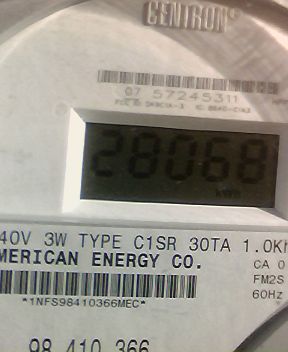 CENTRON®
07 57245311
28068
kWh
40V 3W TYPE C1SR 30TA 1.0Kh
MERICAN ENERGY CO.
CA 0
FM2S
60Hz
*1NFS98410366MEC*
98 410 366